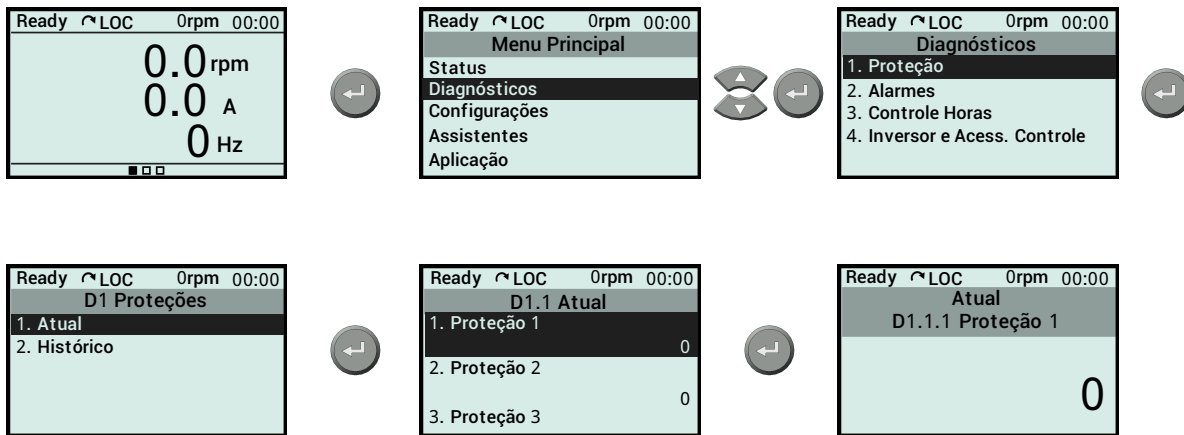 Ready LOC 0rpm 00:00
0.0 rpm
0.0 A
0 Hz
Ready LOC 0rpm 00:00
Menu Principal
Status
Diagnósticos
Configurações
Assistentes
Aplicação
Ready LOC 0rpm 00:00
Diagnósticos
1. Proteção
2. Alarmes
3. Controle Horas
4. Inversor e Acess. Controle
Ready LOC 0rpm 00:00
D1 Proteções
1. Atual
2. Histórico
Ready LOC 0rpm 00:00
D1.1 Atual
1. Proteção 1
0
2. Proteção 2
0
3. Proteção 3
Ready LOC 0rpm 00:00
Atual
D1.1.1 Proteção 1
0